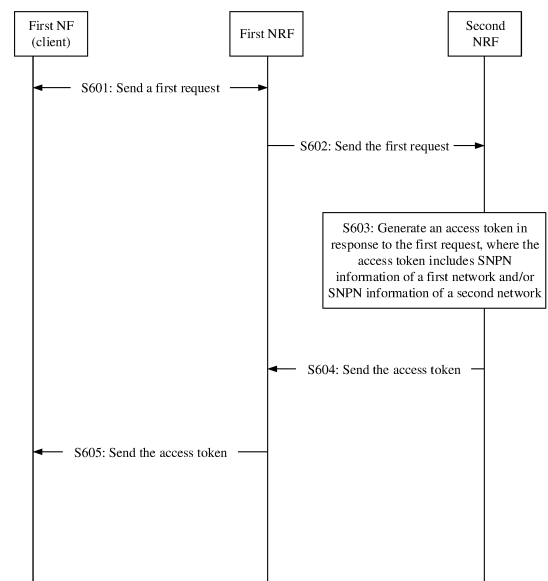 First NF
(client)
First NRF
Second
NRF
S601: Send a first request
S602: Send the first request
S603: Generate an access token in
response to the first request, where the
access token includes SNPN
information of a first network and/or
SNPN information of a second network
S604: Send the access token
S605: Send the access token